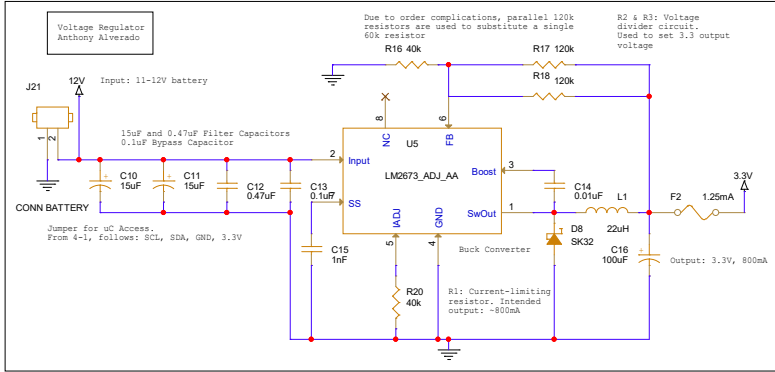 Voltage Regulator
Anthony Alverado
Due to order complications, parallel 120k
resistors are used to substitute a single
60k resistor
R2 & R3: Voltage
divider circuit.
Used to set 3.3 output
voltage
R16 40k
R17 120k
R18
120k
J21
12V
Input: 11-12V battery
1
2
CONN BATTERY
15uF and 0.47uF Filter Capacitors
0.1uF Bypass Capacitor
C10
15uF
C11
15uF
C12
0.47uF
C13
0.1uF
Jumper for uC Access.
From 4-1, follows: SCL, SDA, GND, 3.3V
C15
1nF
8
NC
6
FB
U5
2
Input
LM2673_ADJ_AA
Boost
3
7
SS
IADJ
GND
SwOut
1
5
4
Buck Converter
C14
0.01uF
L1
22uH
F2
1.25mA
3.3V
D8
SK32
C16
100uF
Output: 3.3V, 800mA
R20
40k
R1: Current-limiting
resistor. Intended
output: ~800mA